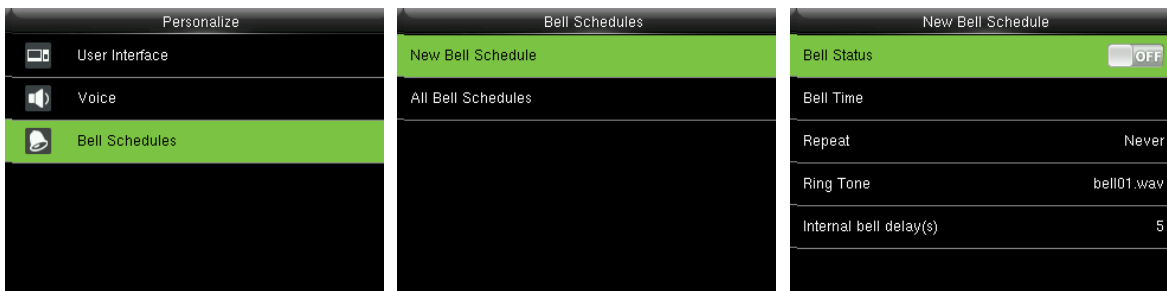 Personalize
User Interface
Voice
Bell Schedules
Bell Schedules
New Bell Schedule
All Bell Schedules
New Bell Schedule
Bell Status OFF
Bell Time
Repeat Never
Ring Tone bell01.wav
Internal bell delay(s) 5